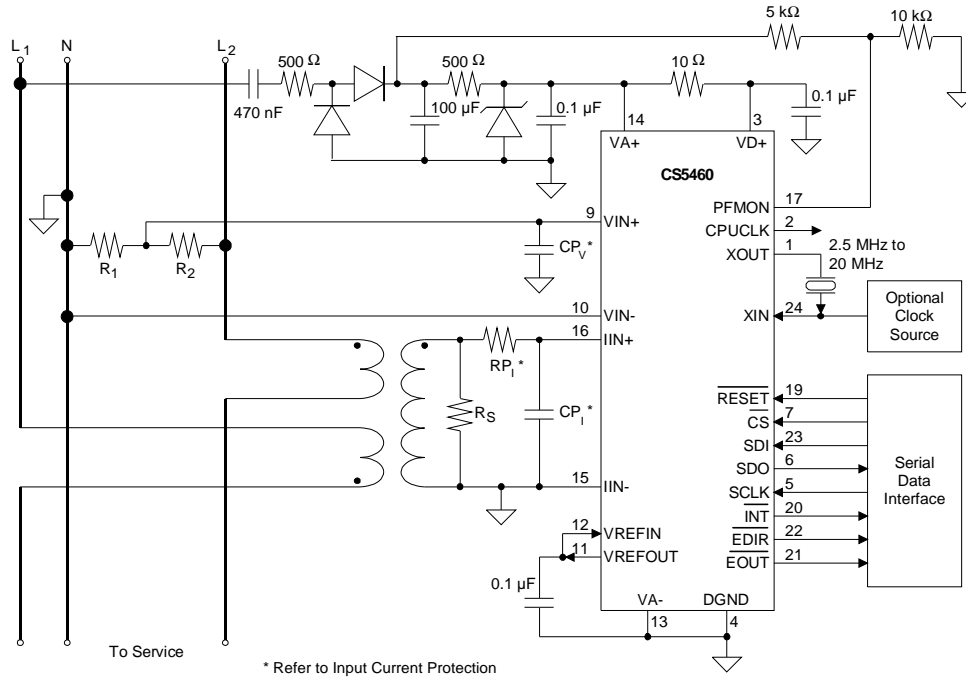 5 kΩ
10 kΩ
L1
N
L2
500 Ω
500 Ω
10 Ω
470 nF
100 µF
0.1 µF
0.1 µF
14
3
VA+
VD+
CS5460
17
PFMON
2
CPUCLK
1
XOUT
2.5 MHz to
20 MHz
9
VIN+
CPV*
R1
R2
10
VIN-
24
XIN
Optional
Clock
Source
16
IIN+
RPI*
RS
CPI*
19
RESET
7
CS
23
SDI
6
SDO
5
SCLK
20
INT
22
EDIR
21
EOUT
Serial
Data
Interface
15
IIN-
12
VREFIN
11
VREFOUT
0.1 µF
VA-
DGND
13
4
To Service
* Refer to Input Current Protection